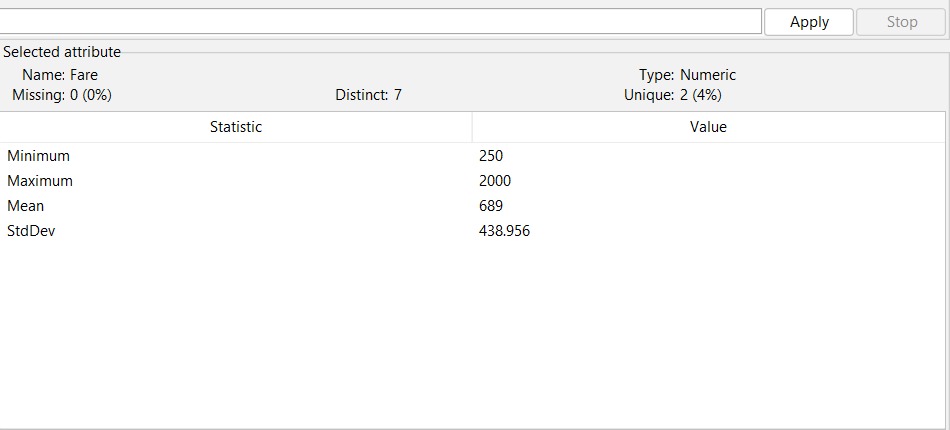 Apply Stop
Selected attribute
Name: Fare Type: Numeric
Missing: 0 (0%) Distinct: 7 Unique: 2 (4%)
Statistic Value
Minimum 250
Maximum 2000
Mean 689
StdDev 438.956